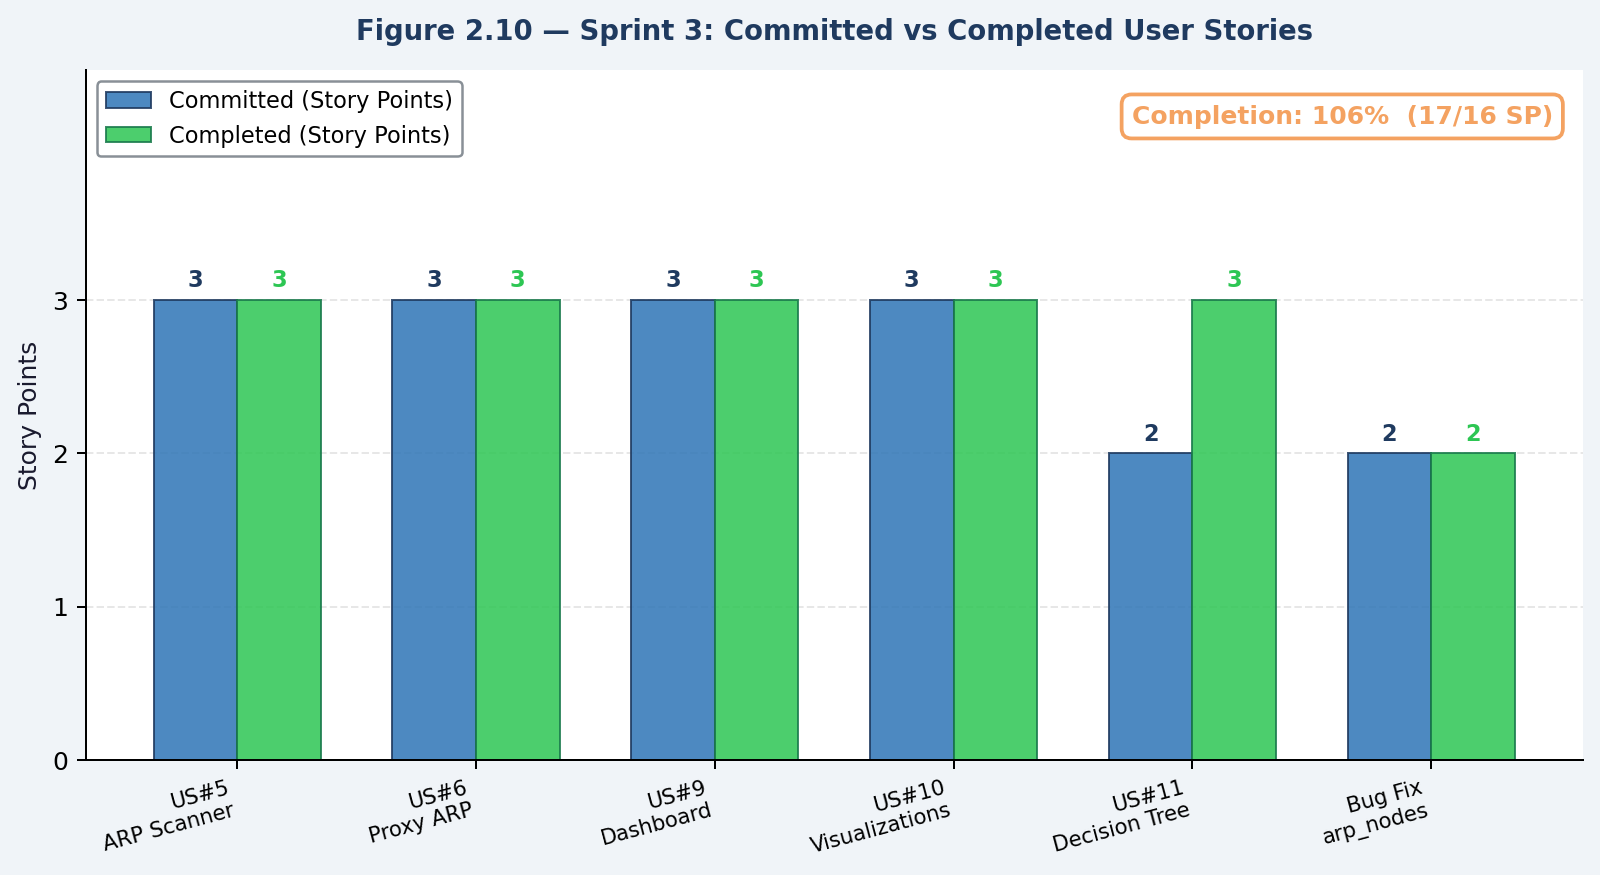 Figure 2.10 — Sprint 3: Committed vs Completed User Stories
Committed (Story Points)
Completed (Story Points)
Completion: 106% (17/16 SP)
Story Points
3
2
1
0
3 3
3 3
3 3
3 3
2 3
2 2
US#5
ARP Scanner
US#6
Proxy ARP
US#9
Dashboard
US#10
Visualizations
US#11
Decision Tree
Bug Fix
arp_nodes